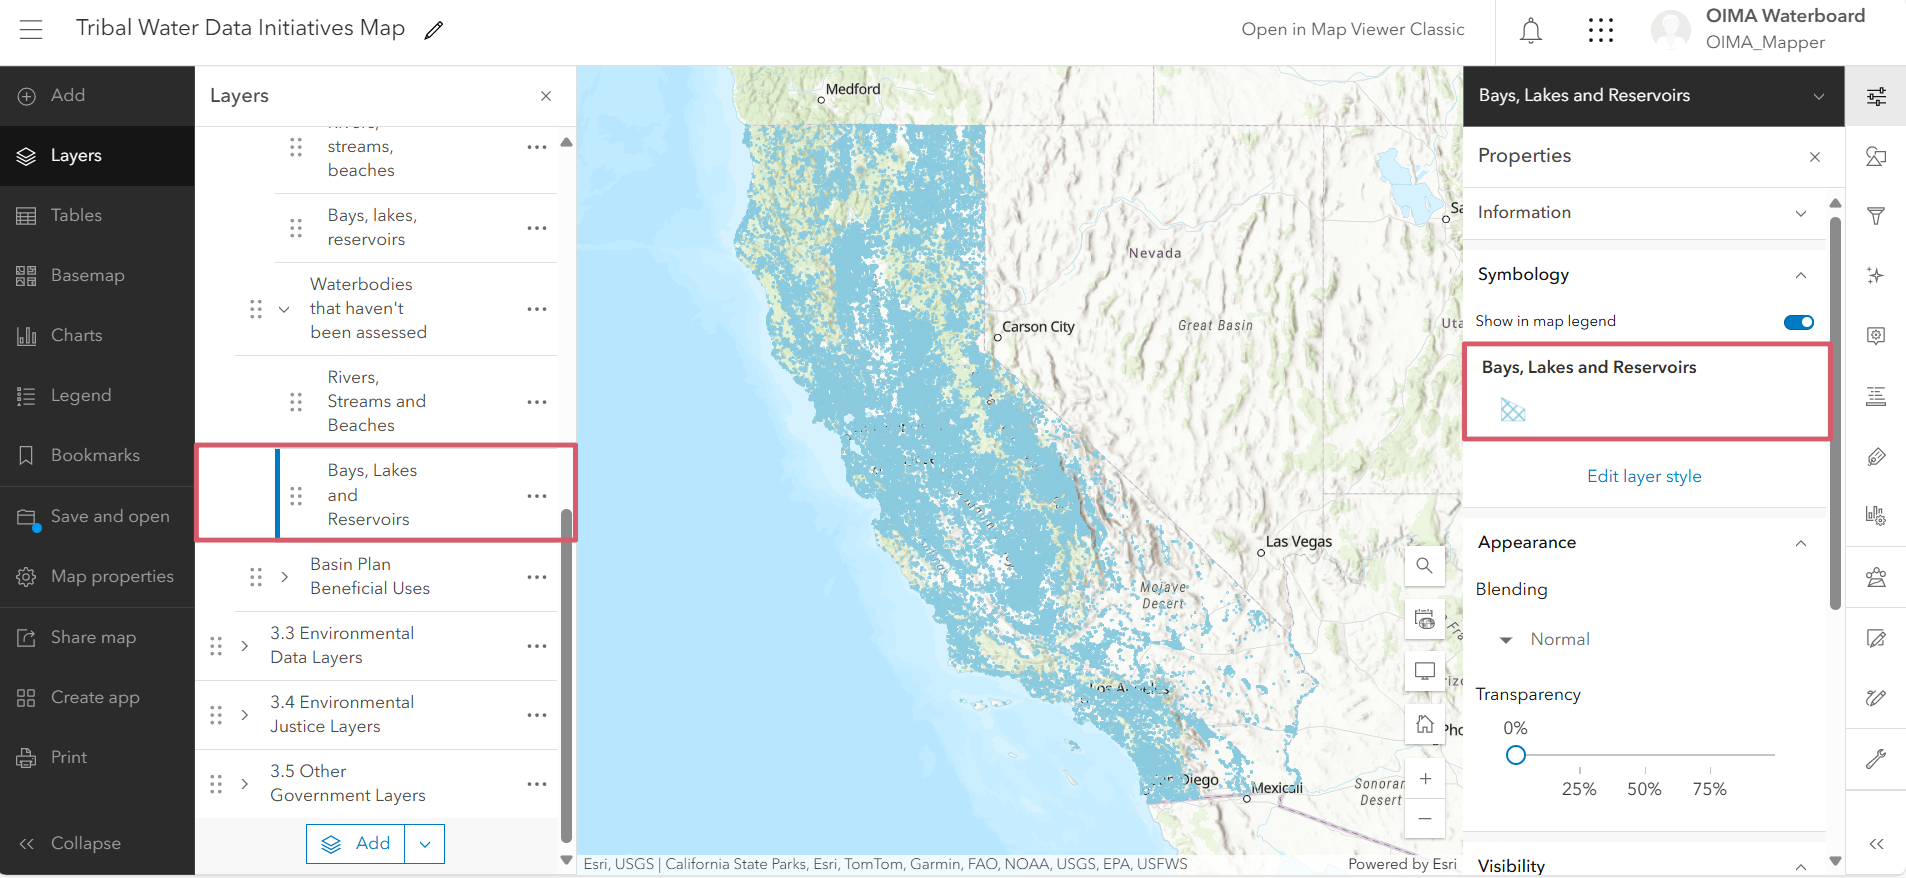 Tribal Water Data Initiatives Map
Open in Map Viewer Classic
OIMA Waterboard
OIMA_Mapper
Add
Layers
Tables
Basemap
Charts
Legend
Bookmarks
Save and open
Map properties
Share map
Create app
Print
Collapse
Layers
Rivers,
streams,
beaches
Bays, lakes,
reservoirs
Waterbodies
that haven't
been assessed
Rivers,
Streams and
Beaches
Bays, Lakes
and
Reservoirs
Basin Plan
Beneficial Uses
3.3 Environmental
Data Layers
3.4 Environmental
Justice Layers
3.5 Other
Government Layers
Add
Medford
Nevada
Carson City
Great Basin
Las Vegas
Mojave
Desert
Los Angeles
San Diego
Mexicali
Sonoran
Desert
Esri, USGS | California State Parks, Esri, TomTom, Garmin, FAO, NOAA, USGS, EPA, USFWS
Powered by Esri
Bays, Lakes and Reservoirs
Properties
Information
Symbology
Show in map legend
Bays, Lakes and Reservoirs
Edit layer style
Appearance
Blending
Normal
Transparency
0%
25% 50% 75%
Visibility